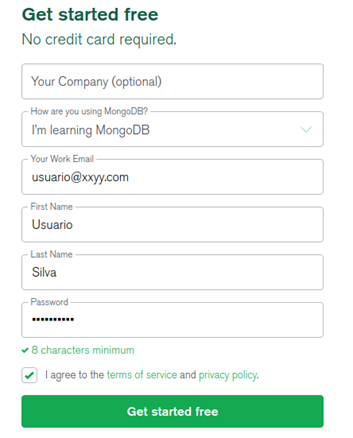 Get started free
No credit card required.
Your Company (optional)
How are you using MongoDB?
I'm learning MongoDB
Your Work Email
usuario@xxyy.com
First Name
Usuario
Last Name
Silva
Password
••••••••••
8 characters minimum
I agree to the terms of service and privacy policy.
Get started free